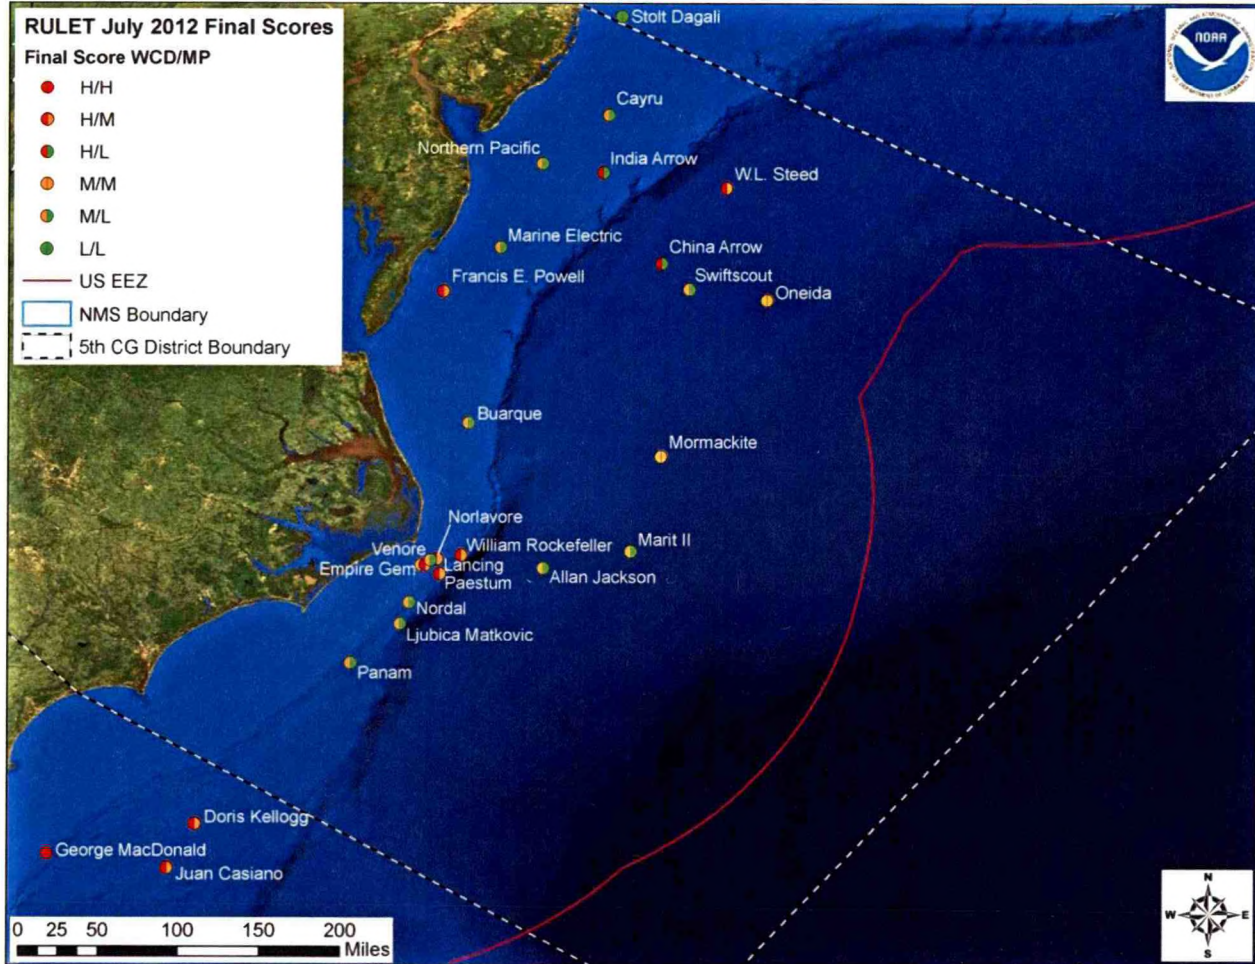 RULET July 2012 Final Scores
Final Score WCD/MP
H/H
H/M
H/L
M/M
M/L
L/L
US EEZ
NMS Boundary
5th CG District Boundary
Stolt Dagali
NOAA
Cayru
Northern Pacific
India Arrow
W.L. Steed
Marine Electric
China Arrow
Francis E. Powell
Swiftscout
Oneida
Buarque
Mormackite
Norlavore
Venore
William Rockefeller
Marit II
Empire Gem
Lancing
Allan Jackson
Paestum
Nordal
Ljubica Matkovic
Panam
Doris Kellogg
George MacDonald
Juan Casiano
N
W E
S
0 25 50 100 150 200
Miles